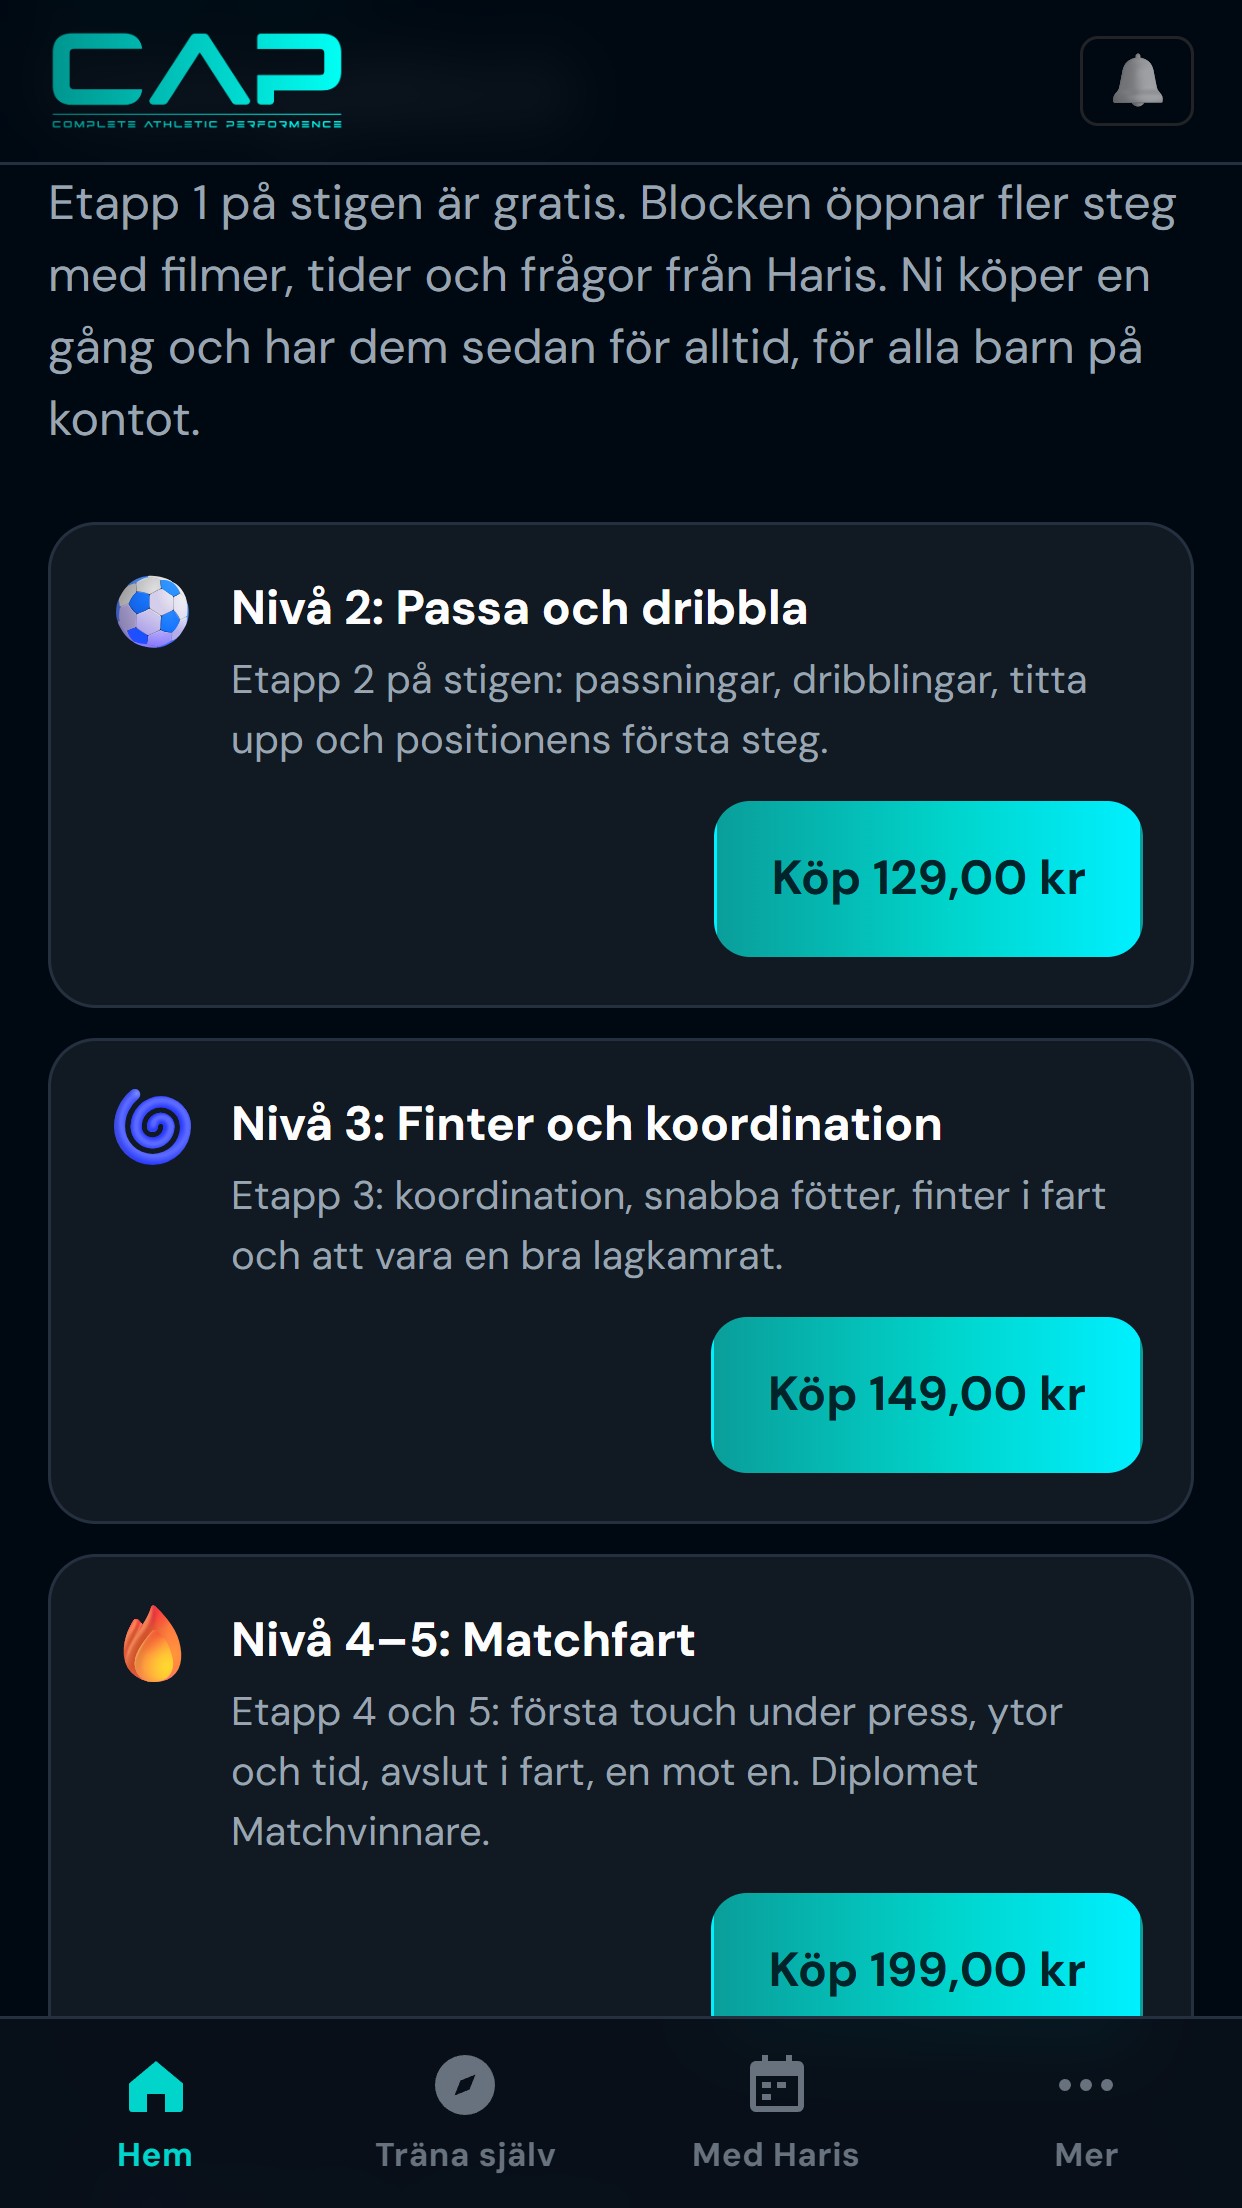 CAP
COMPLETE ATHLETIC PERFORMENCE
Etapp 1 på stigen är gratis. Blocken öppnar fler steg
med filmer, tider och frågor från Haris. Ni köper en
gång och har dem sedan för alltid, för alla barn på
kontot.
Nivå 2: Passa och dribbla
Etapp 2 på stigen: passningar, dribblingar, titta
upp och positionens första steg.
Köp 129,00 kr
Nivå 3: Finter och koordination
Etapp 3: koordination, snabba fötter, finter i fart
och att vara en bra lagkamrat.
Köp 149,00 kr
Nivå 4–5: Matchfart
Etapp 4 och 5: första touch under press, ytor
och tid, avslut i fart, en mot en. Diplomet
Matchvinnare.
Köp 199,00 kr
Hem
Träna själv
Med Haris
Mer